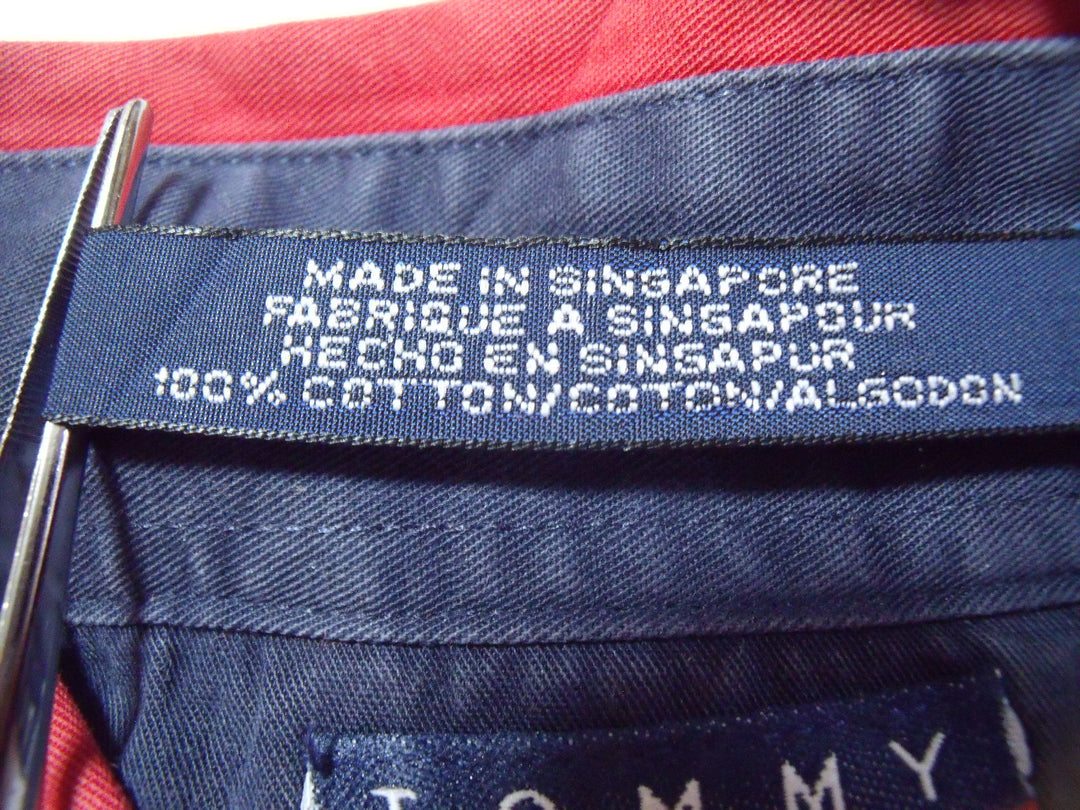 MADE IN SINGAPORE
FABRIQUE A SINGAPOUR
HECHO EN SINGAPUR
100% COTTON/COTON/ALGODON
TOMMY